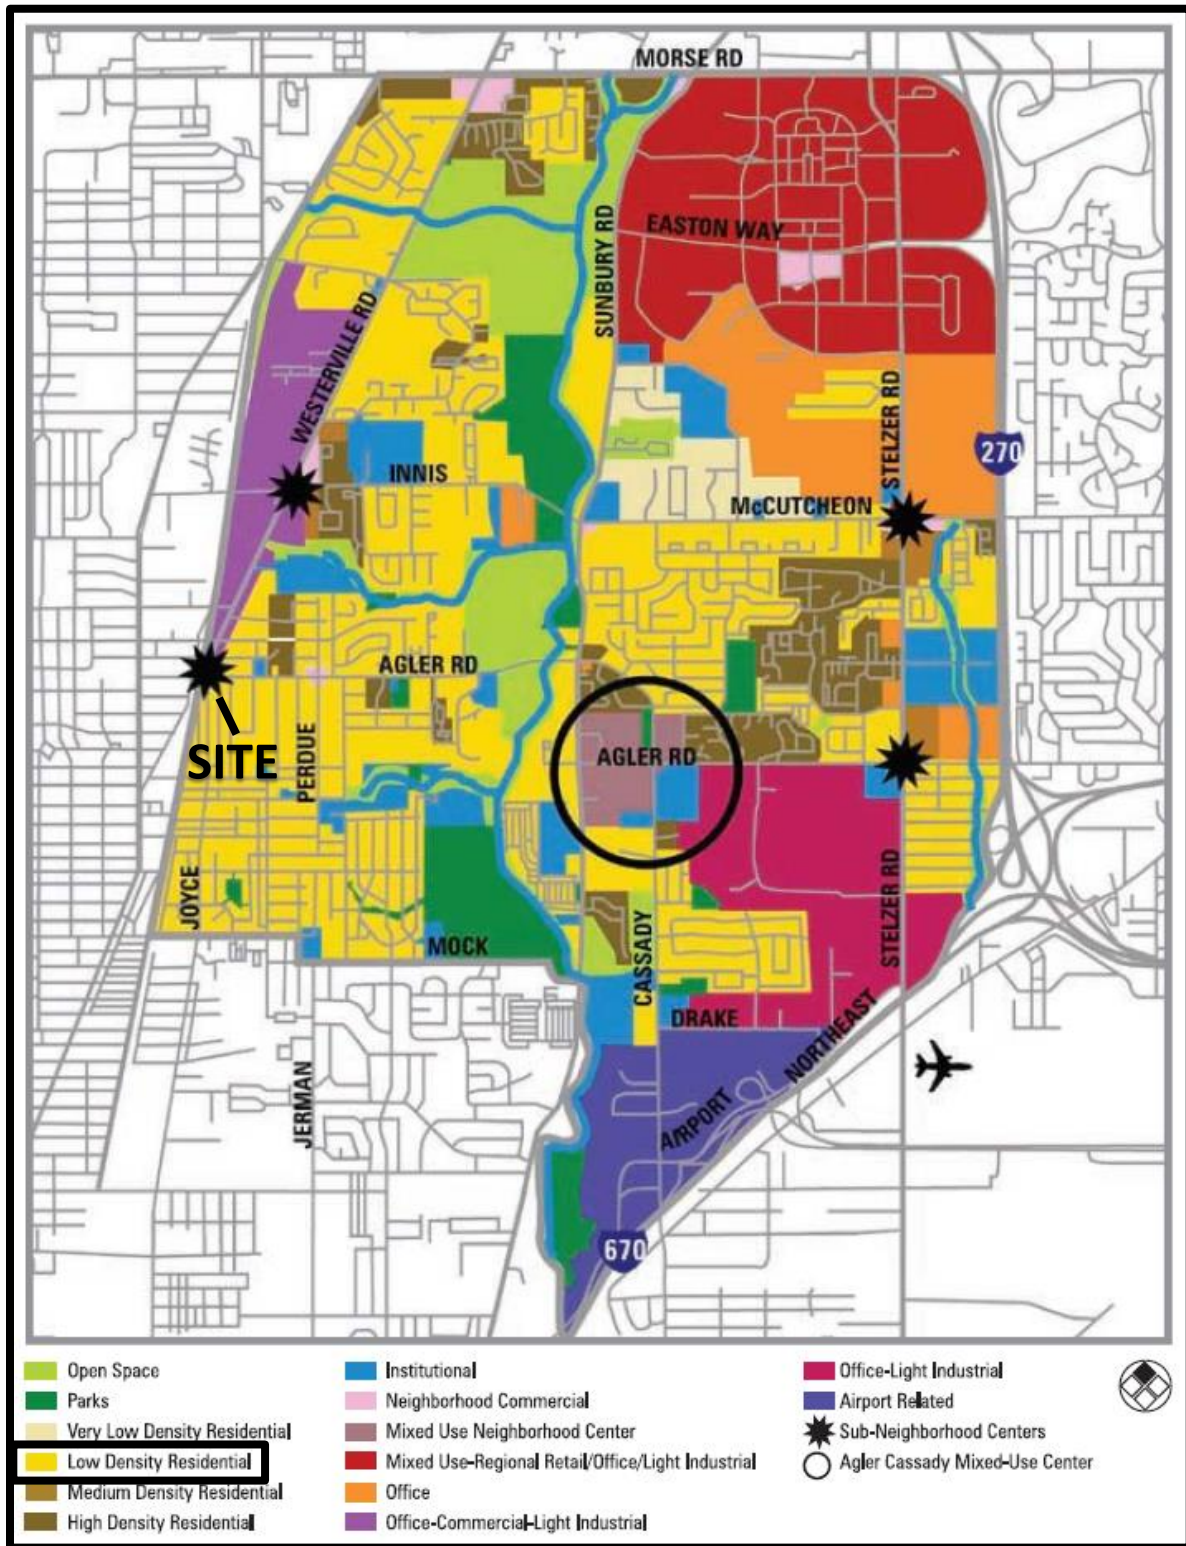 MORSE RD
EASTON WAY
SUNBURY RD
WESTERVILLE RD
STELZER RD
270
INNIS
McCUTCHEON
AGLER RD
SITE
PERDUE
AGLER RD
JOYCE
STELZER RD
MOCK
CASSADY
DRAKE
NORTHEAST
JERMAN
AIRPORT
670
Open Space
Parks
Very Low Density Residential
Low Density Residential
Medium Density Residential
High Density Residential
Institutional
Neighborhood Commercial
Mixed Use Neighborhood Center
Mixed Use-Regional Retail/Office/Light Industrial
Office
Office-Commercial-Light Industrial
Office-Light Industrial
Airport Related
Sub-Neighborhood Centers
Agler Cassady Mixed-Use Center